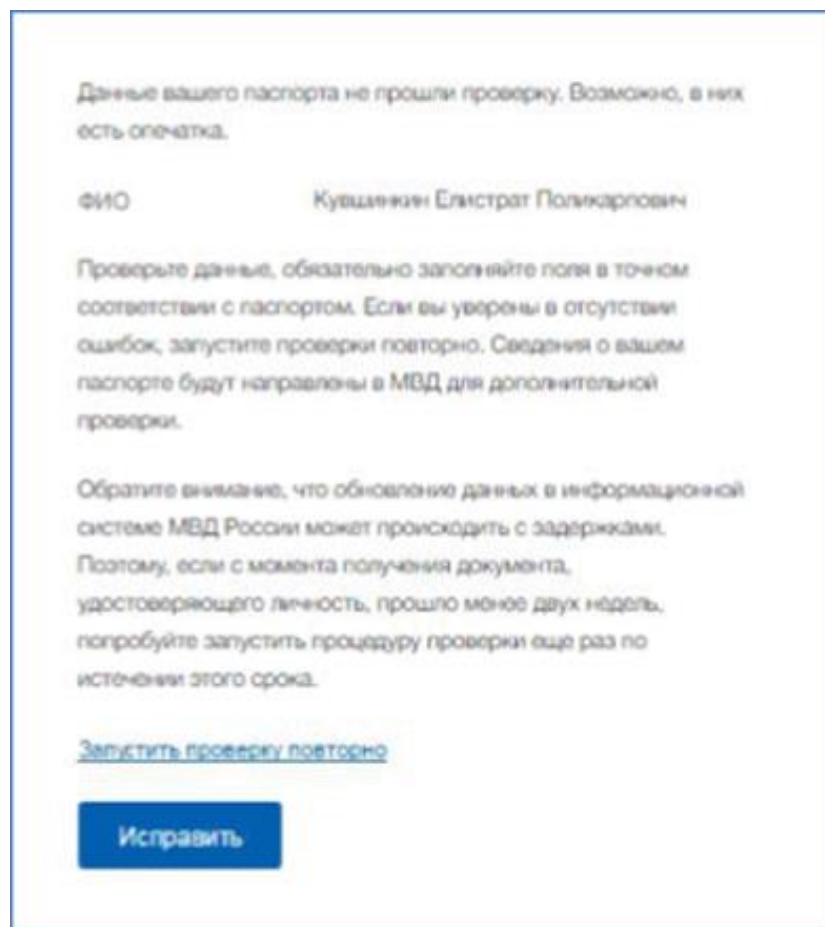 Данные вашего паспорта не прошли проверку. Возможно, в них
есть опечатка.
ФИО Кувшинкин Елистрат Поликарпович
Проверьте данные, обязательно заполняйте поля в точном
соответствии с паспортом. Если вы уверены в отсутствии
ошибок, запустите проверки повторно. Сведения о вашем
паспорте будут направлены в МВД для дополнительной
проверки.
Обратите внимание, что обновление данных в информационной
системе МВД России может происходить с задержками.
Поэтому, если с момента получения документа,
удостоверяющего личность, прошло менее двух недель,
попробуйте запустить процедуру проверки еще раз по
истечении этого срока.
Запустить проверку повторно
Исправить